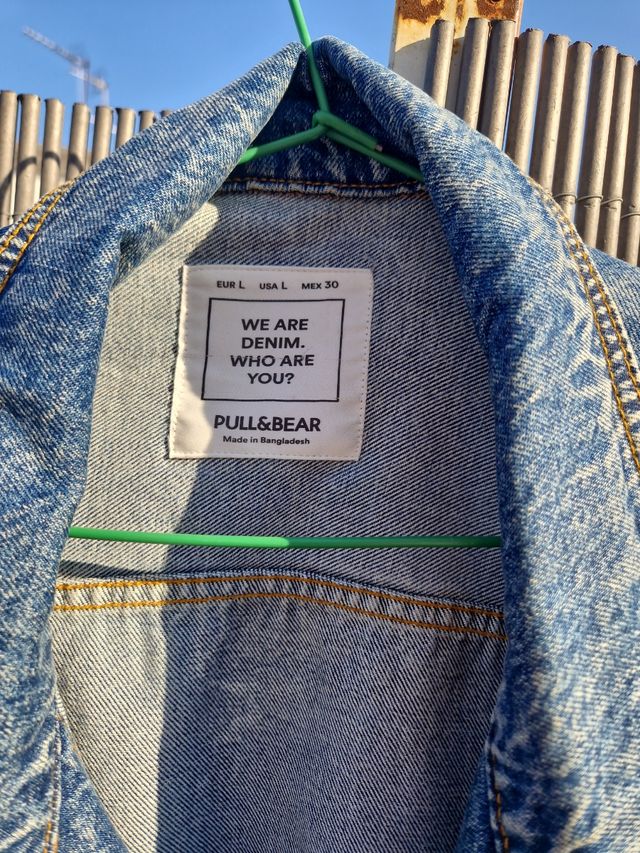 EUR L USA L MEX 30
WE ARE
DENIM.
WHO ARE
YOU?
PULL&BEAR
Made in Bangladesh